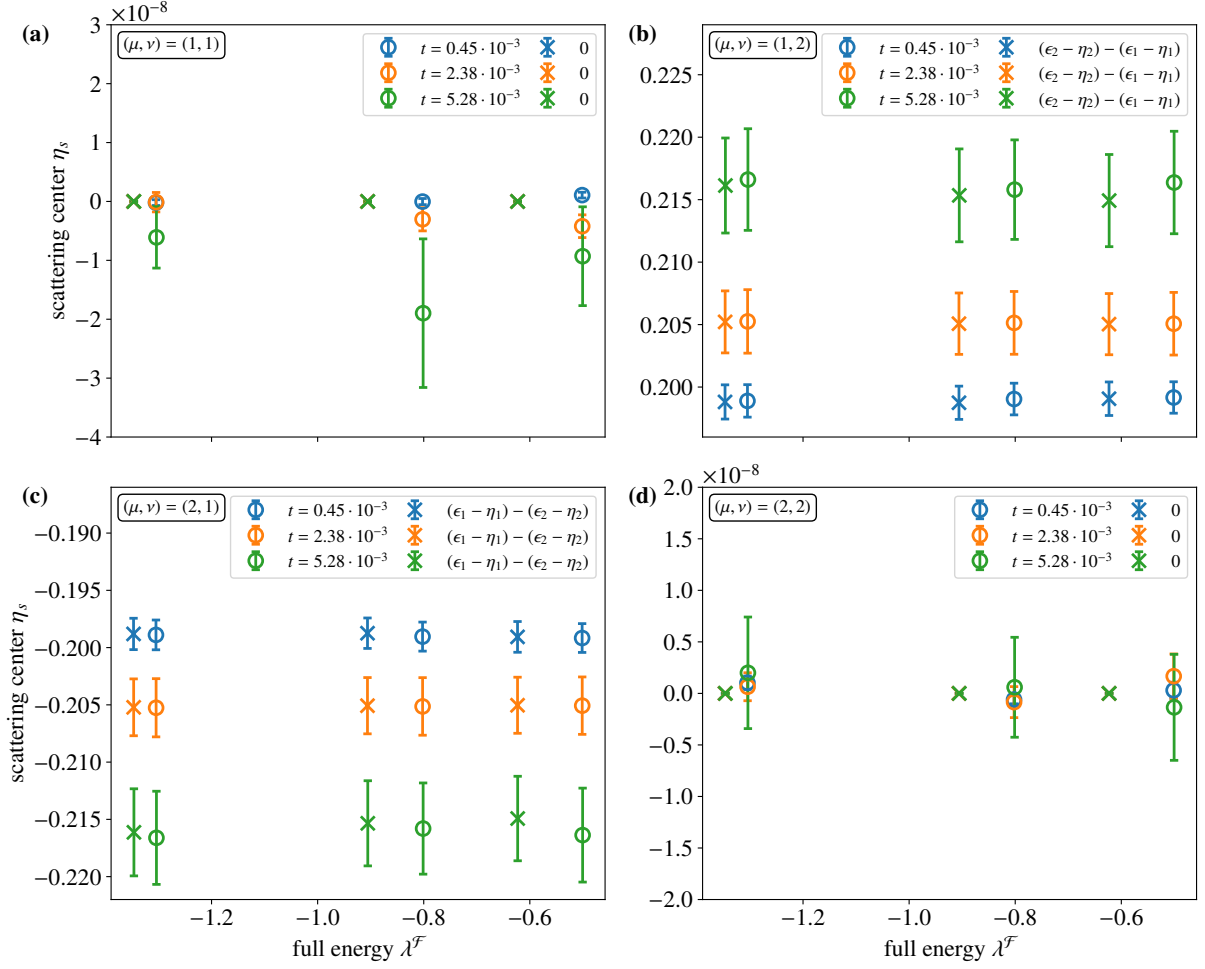 (a)
×10⁻⁸
(μ, ν) = (1, 1)
t = 0.45 · 10⁻³ 0
t = 2.38 · 10⁻³ 0
t = 5.28 · 10⁻³ 0
3
2
1
0
−1
−2
−3
−4
scattering center ηₛ
(b)
(μ, ν) = (1, 2)
t = 0.45 · 10⁻³ (ϵ₂ − η₂) − (ϵ₁ − η₁)
t = 2.38 · 10⁻³ (ϵ₂ − η₂) − (ϵ₁ − η₁)
t = 5.28 · 10⁻³ (ϵ₂ − η₂) − (ϵ₁ − η₁)
0.225
0.220
0.215
0.210
0.205
0.200
(c)
(μ, ν) = (2, 1)
t = 0.45 · 10⁻³ (ϵ₁ − η₁) − (ϵ₂ − η₂)
t = 2.38 · 10⁻³ (ϵ₁ − η₁) − (ϵ₂ − η₂)
t = 5.28 · 10⁻³ (ϵ₁ − η₁) − (ϵ₂ − η₂)
−0.190
−0.195
−0.200
−0.205
−0.210
−0.215
−0.220
scattering center ηₛ
−1.2 −1.0 −0.8 −0.6
full energy λ^ℱ
(d)
×10⁻⁸
(μ, ν) = (2, 2)
t = 0.45 · 10⁻³ 0
t = 2.38 · 10⁻³ 0
t = 5.28 · 10⁻³ 0
2.0
1.5
1.0
0.5
0.0
−0.5
−1.0
−1.5
−2.0
−1.2 −1.0 −0.8 −0.6
full energy λ^ℱ